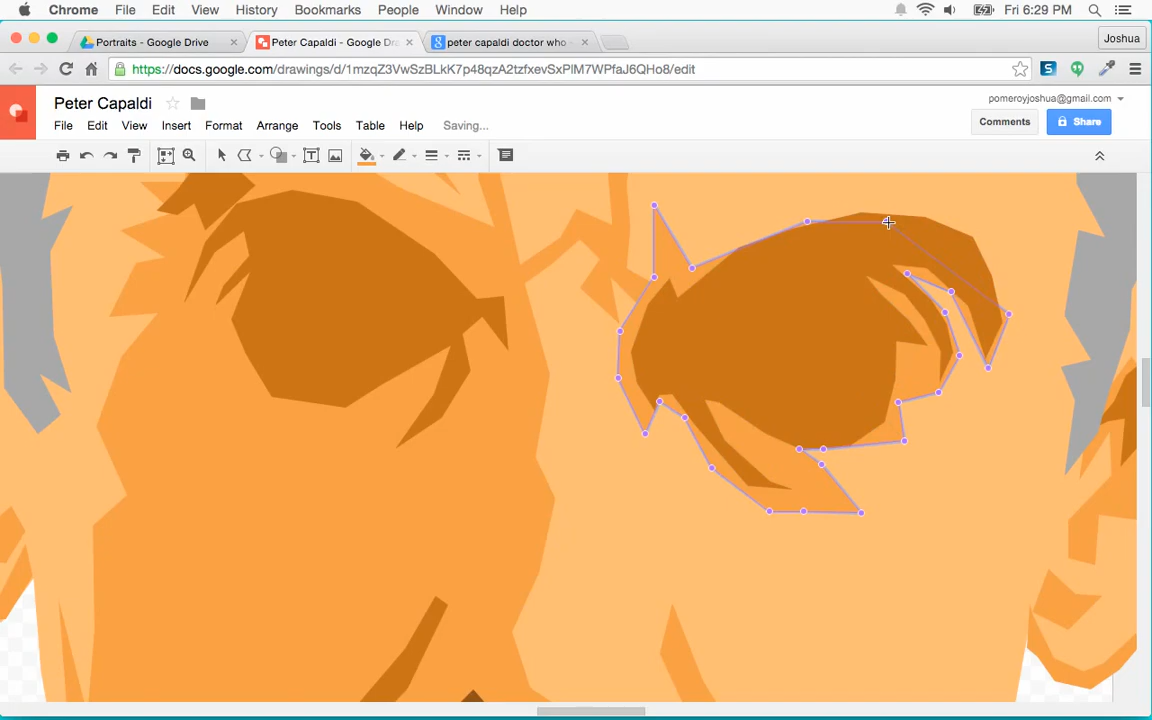 Chrome File Edit View History Bookmarks People Window Help Fri 6:29 PM
Portraits - Google Drive Peter Capaldi - Google Dra peter capaldi doctor who - Joshua
https://docs.google.com/drawings/d/1mzqZ3VwSzBLkK7p48qzA2tzfxevSxPlM7WPfaJ6QHo8/edit
Peter Capaldi pomeroyjoshua@gmail.com
File Edit View Insert Format Arrange Tools Table Help Saving... Comments Share